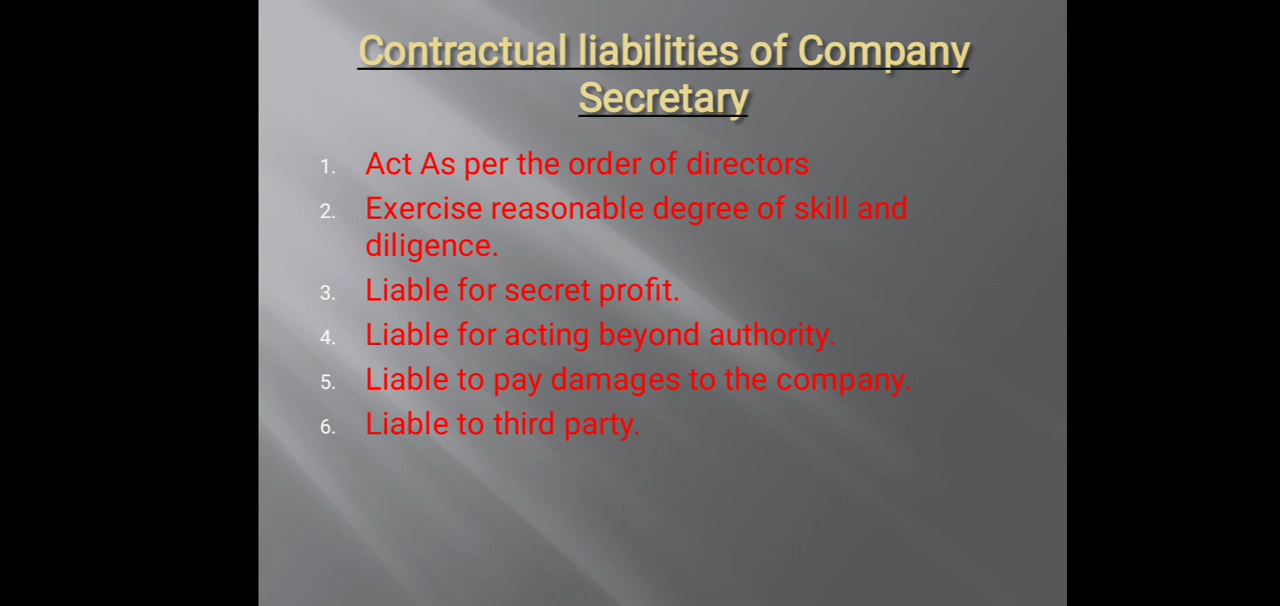 Contractual liabilities of Company
Secretary
1. Act As per the order of directors
2. Exercise reasonable degree of skill and
diligence.
3. Liable for secret profit.
4. Liable for acting beyond authority.
5. Liable to pay damages to the company.
6. Liable to third party.